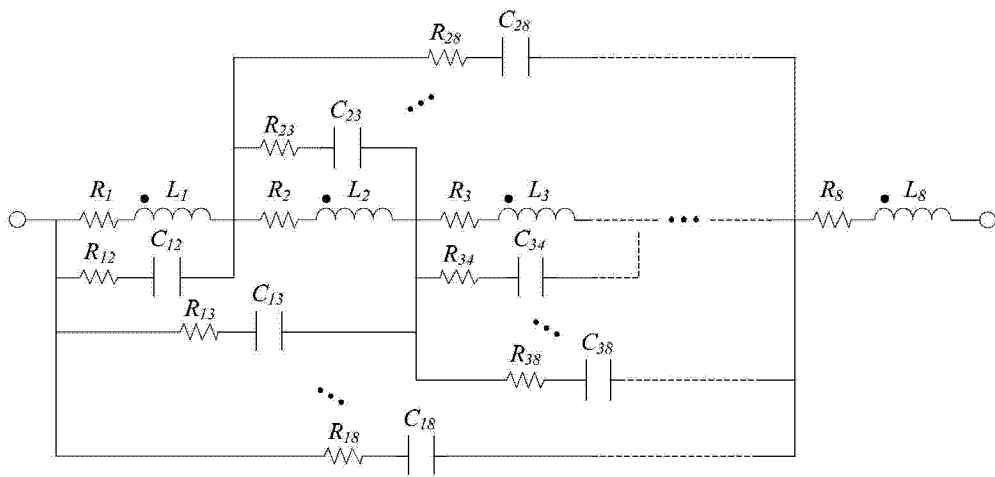 R28 C28
R23 C23
R1 L1 R2 L2 R3 L3 R8 L8
R12 C12 R34 C34
R13 C13
R38 C38
R18 C18